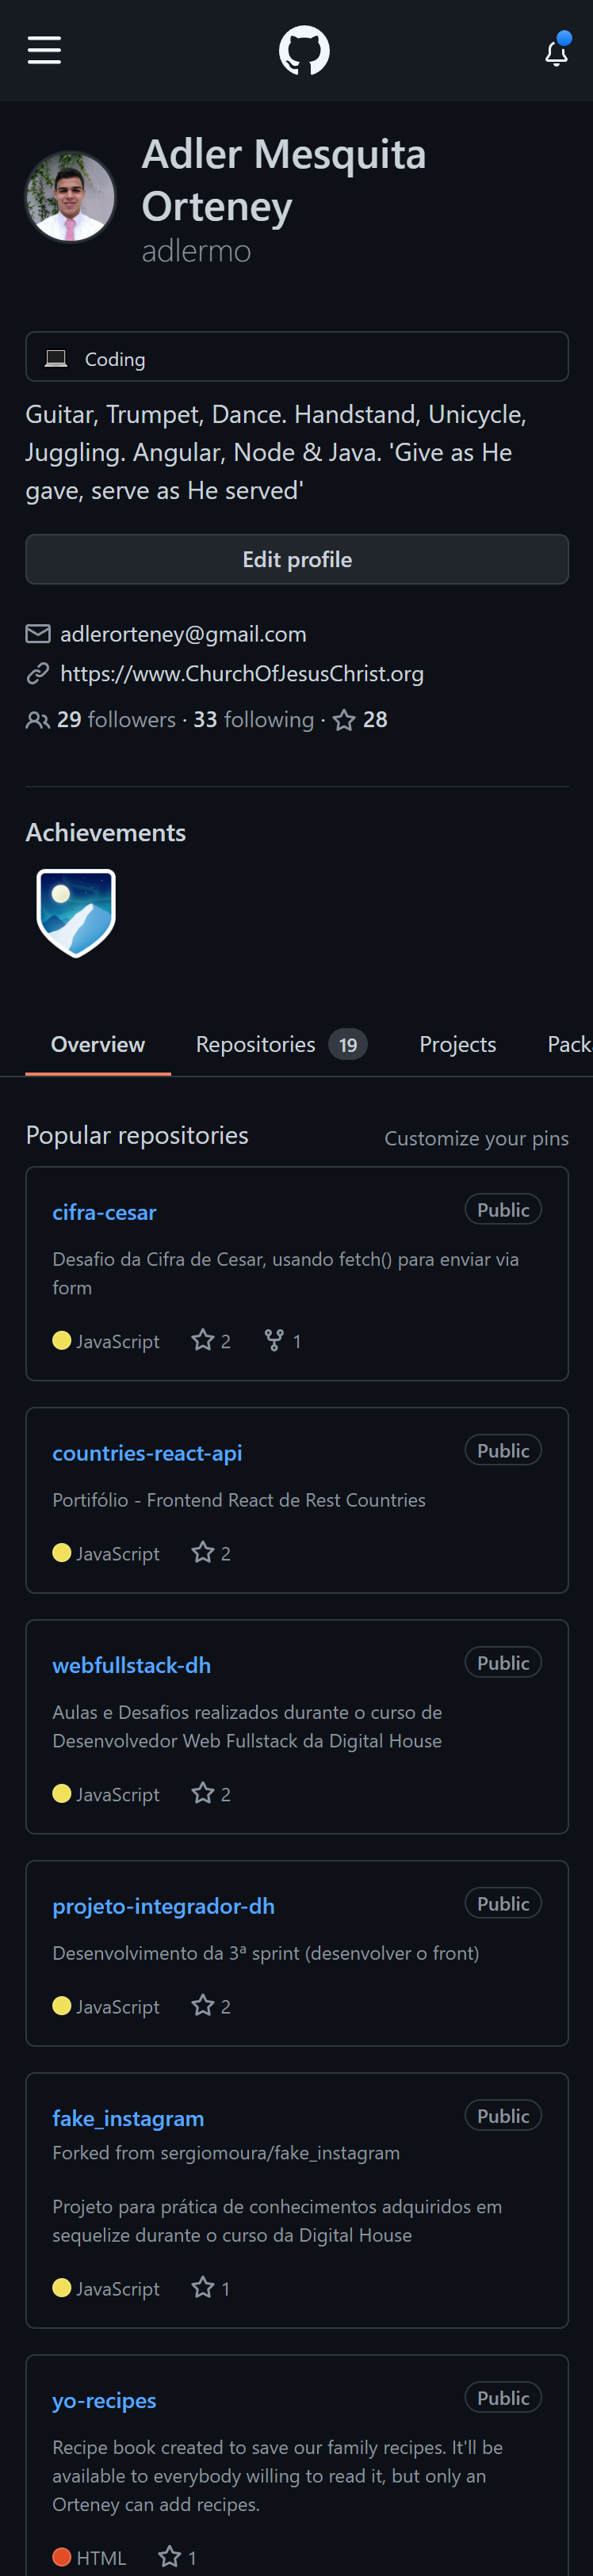 Adler Mesquita
Orteney
adlermo
Coding
Guitar, Trumpet, Dance. Handstand, Unicycle,
Juggling. Angular, Node & Java. 'Give as He
gave, serve as He served'
Edit profile
adlerorteney@gmail.com
https://www.ChurchOfJesusChrist.org
29 followers · 33 following · 28
Achievements
Overview Repositories 19 Projects Pack
Popular repositories Customize your pins
cifra-cesar Public
Desafio da Cifra de Cesar, usando fetch() para enviar via
form
JavaScript 2 1
countries-react-api Public
Portifólio - Frontend React de Rest Countries
JavaScript 2
webfullstack-dh Public
Aulas e Desafios realizados durante o curso de
Desenvolvedor Web Fullstack da Digital House
JavaScript 2
projeto-integrador-dh Public
Desenvolvimento da 3ª sprint (desenvolver o front)
JavaScript 2
fake_instagram Public
Forked from sergiomoura/fake_instagram
Projeto para prática de conhecimentos adquiridos em
sequelize durante o curso da Digital House
JavaScript 1
yo-recipes Public
Recipe book created to save our family recipes. It'll be
available to everybody willing to read it, but only an
Orteney can add recipes.
HTML 1